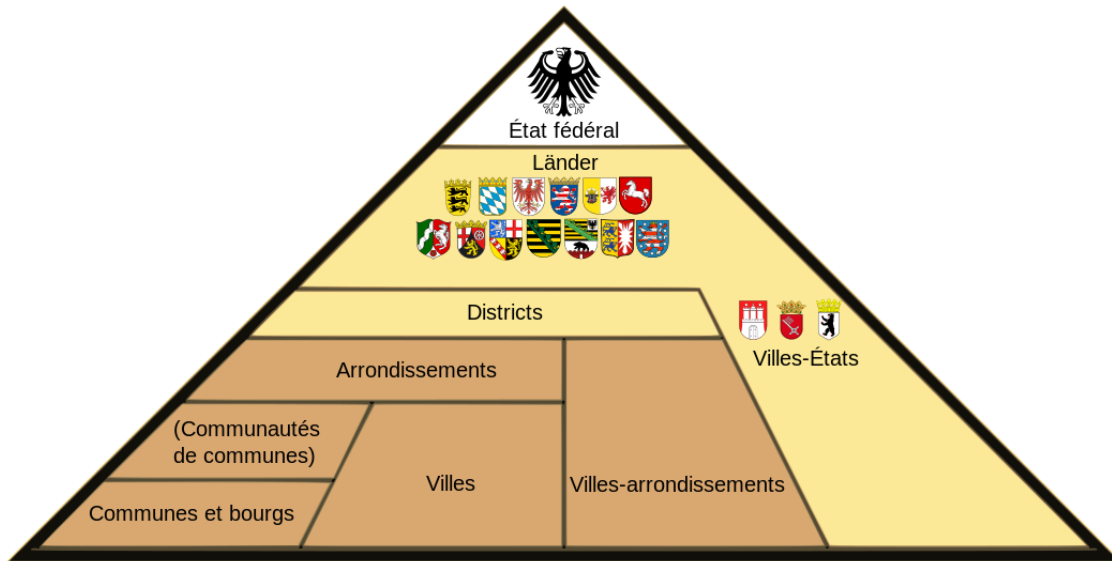 État fédéral
Länder
Districts
Villes-États
Arrondissements
(Communautés
de communes)
Villes
Villes-arrondissements
Communes et bourgs